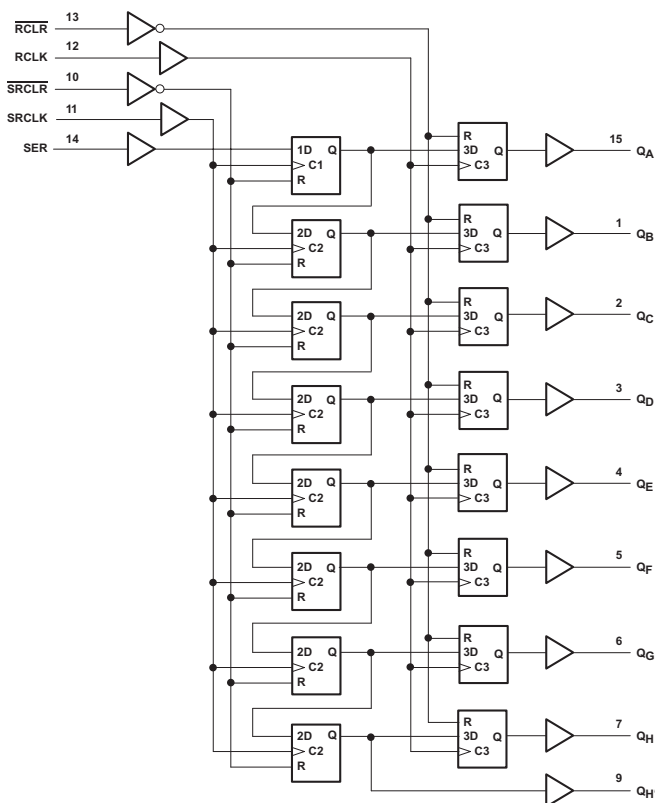 RCLR 13
RCLK 12
SRCLR 10
SRCLK 11
SER 14
1D Q R 3D Q 15 QA
C1 C3
R
2D Q R 3D Q 1 QB
C2 C3
R
2D Q R 3D Q 2 QC
C2 C3
R
2D Q R 3D Q 3 QD
C2 C3
R
2D Q R 3D Q 4 QE
C2 C3
R
2D Q R 3D Q 5 QF
C2 C3
R
2D Q R 3D Q 6 QG
C2 C3
R
2D Q R 3D Q 7 QH
C2 C3
R
9 QH'